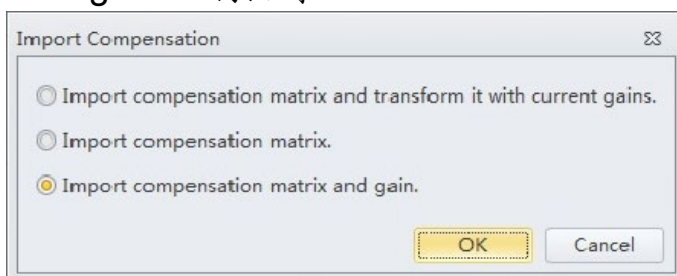 Import Compensation
Import compensation matrix and transform it with current gains.
Import compensation matrix.
Import compensation matrix and gain.
OK
Cancel